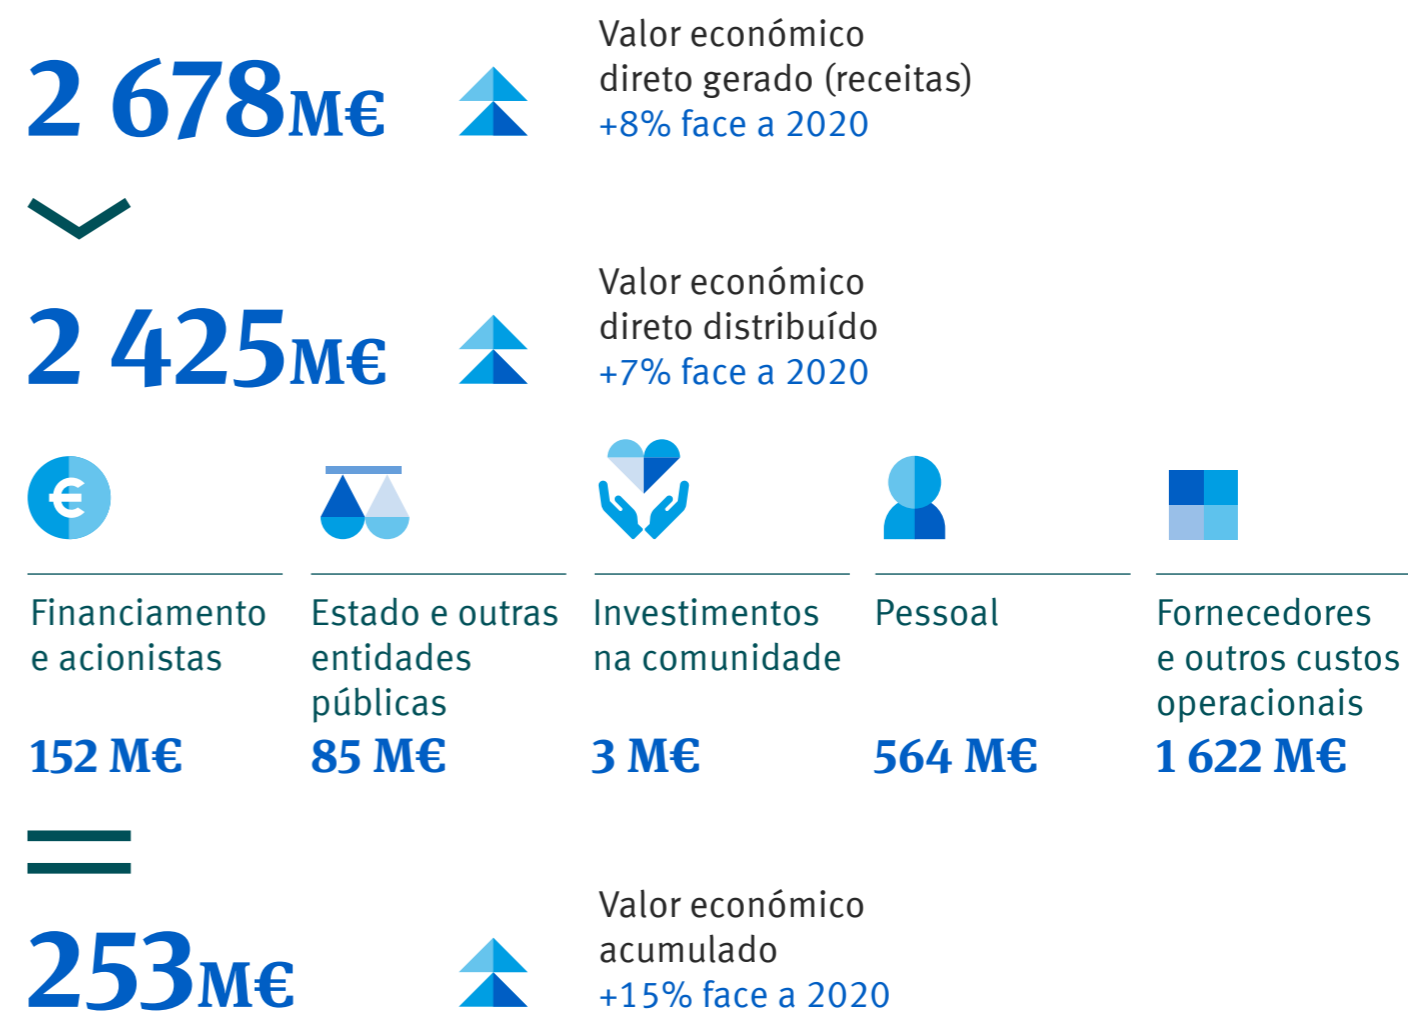 2 678M€
Valor económico
direto gerado (receitas)
+8% face a 2020
2 425M€
Valor económico
direto distribuído
+7% face a 2020
€
Financiamento
e acionistas
152 M€
Estado e outras
entidades
públicas
85 M€
Investimentos
na comunidade
3 M€
Pessoal
564 M€
Fornecedores
e outros custos
operacionais
1 622 M€
253M€
Valor económico
acumulado
+15% face a 2020